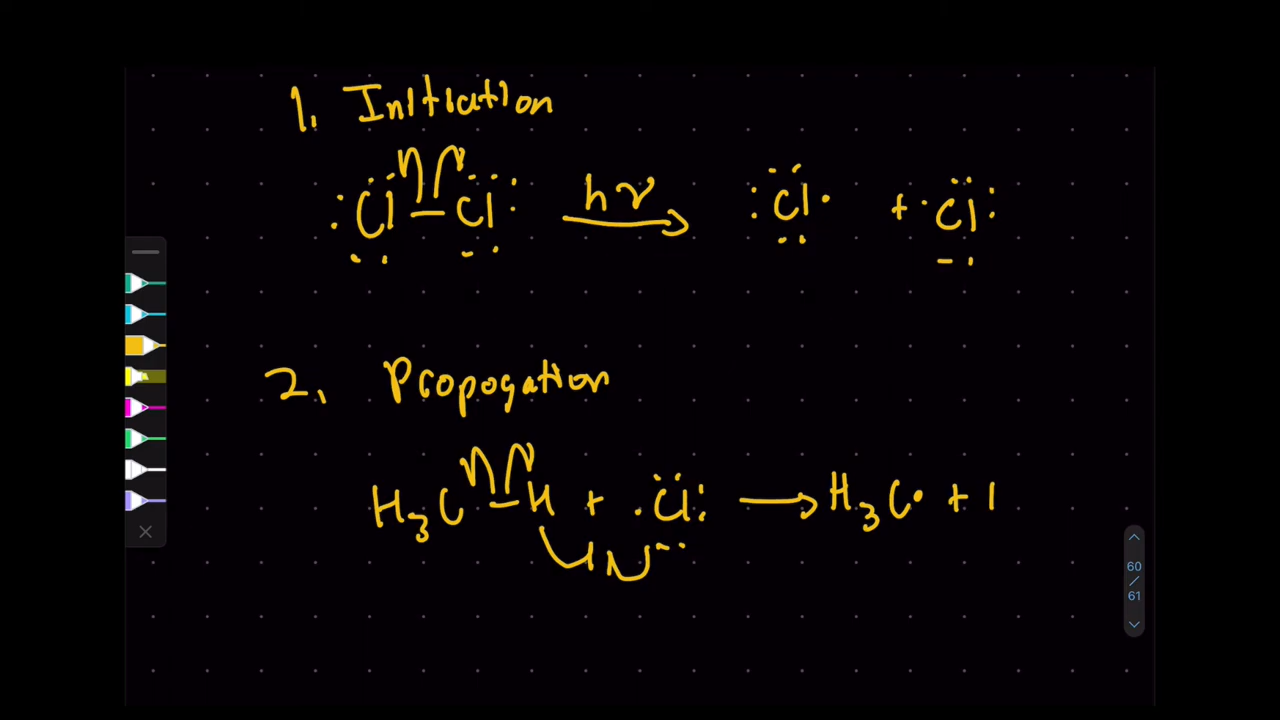 1. Initiation
:Cl — Cl: hν :Cl· + ·Cl:
2. Propogation
H₃C — H + ·Cl: → H₃C· + l
60
/
61